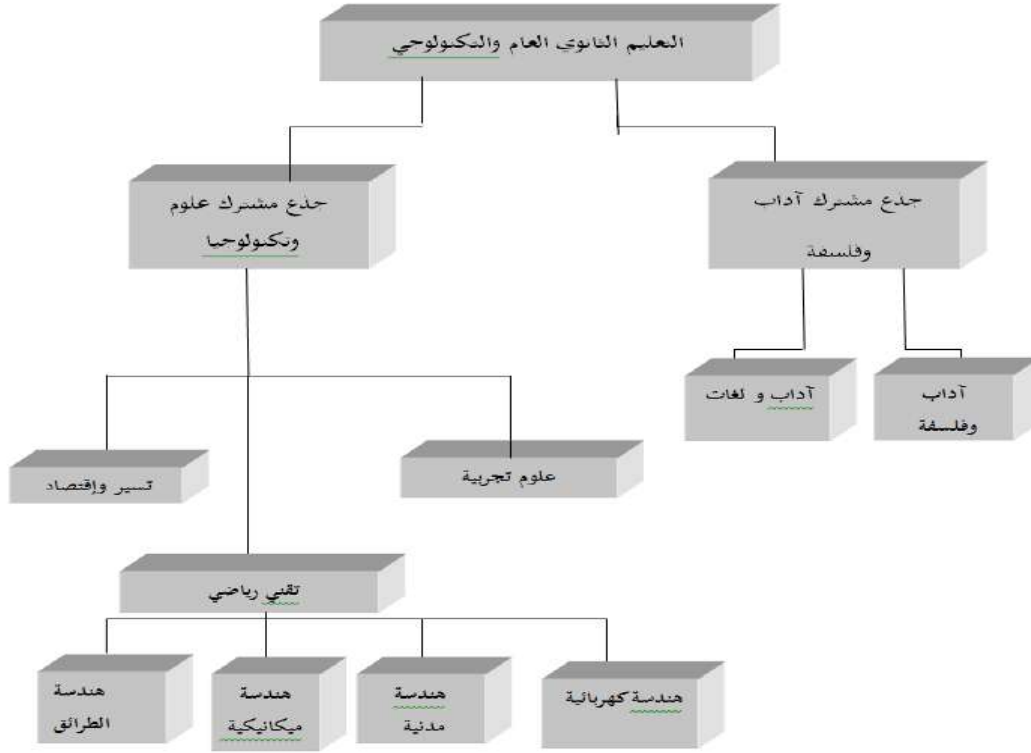 التعليم الثانوي العام والتكنولوجي
جذع مشترك آداب
وفلسفة
جذع مشترك علوم
وتكنولوجيا
آداب
وفلسفة
آداب و لغات
علوم تجريبية
تسير وإقتصاد
تقني رياضي
هندسة كهربائية
هندسة
مدنية
هندسة
ميكانيكية
هندسة
الطرائق